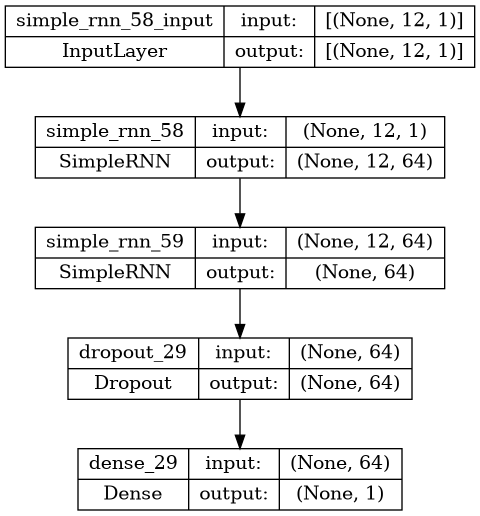 simple_rnn_58_input input: [(None, 12, 1)]
InputLayer output: [(None, 12, 1)]
simple_rnn_58 input: (None, 12, 1)
SimpleRNN output: (None, 12, 64)
simple_rnn_59 input: (None, 12, 64)
SimpleRNN output: (None, 64)
dropout_29 input: (None, 64)
Dropout output: (None, 64)
dense_29 input: (None, 64)
Dense output: (None, 1)